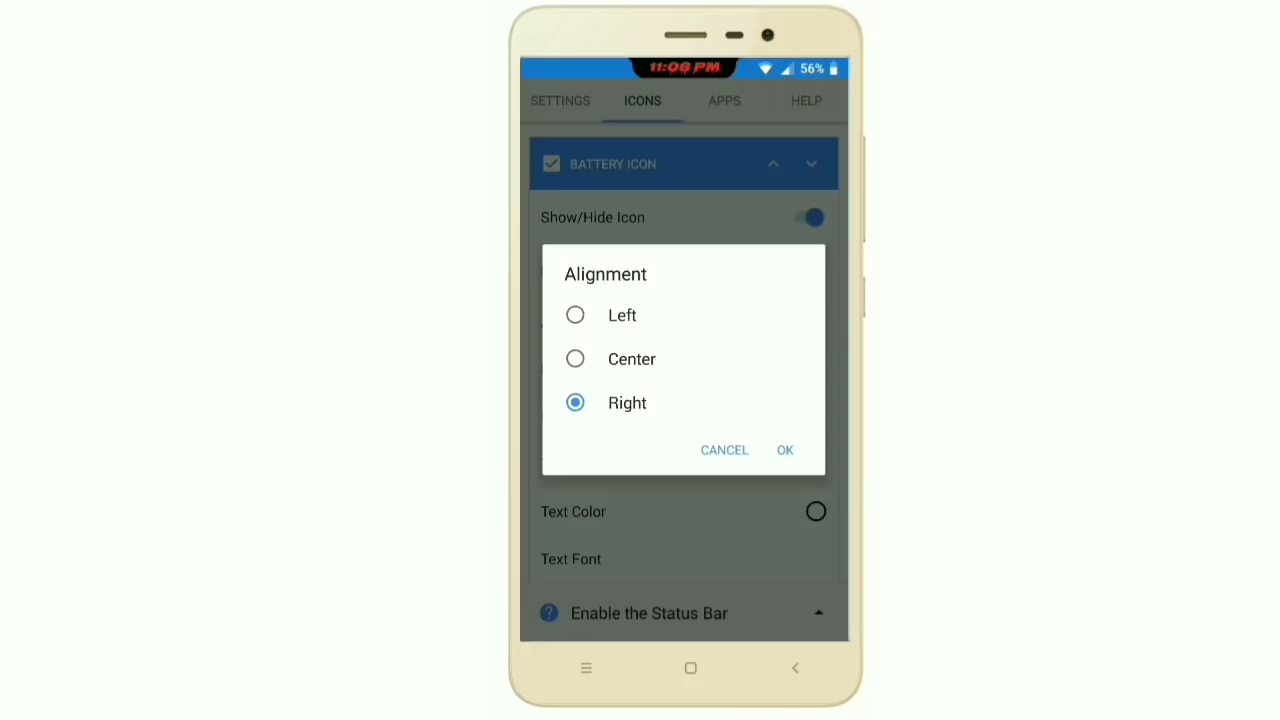 11:08 PM 56%
SETTINGS ICONS APPS HELP
BATTERY ICON
Show/Hide Icon
Alignment
Left
Center
Right
CANCEL OK
Text Color
Text Font
? Enable the Status Bar